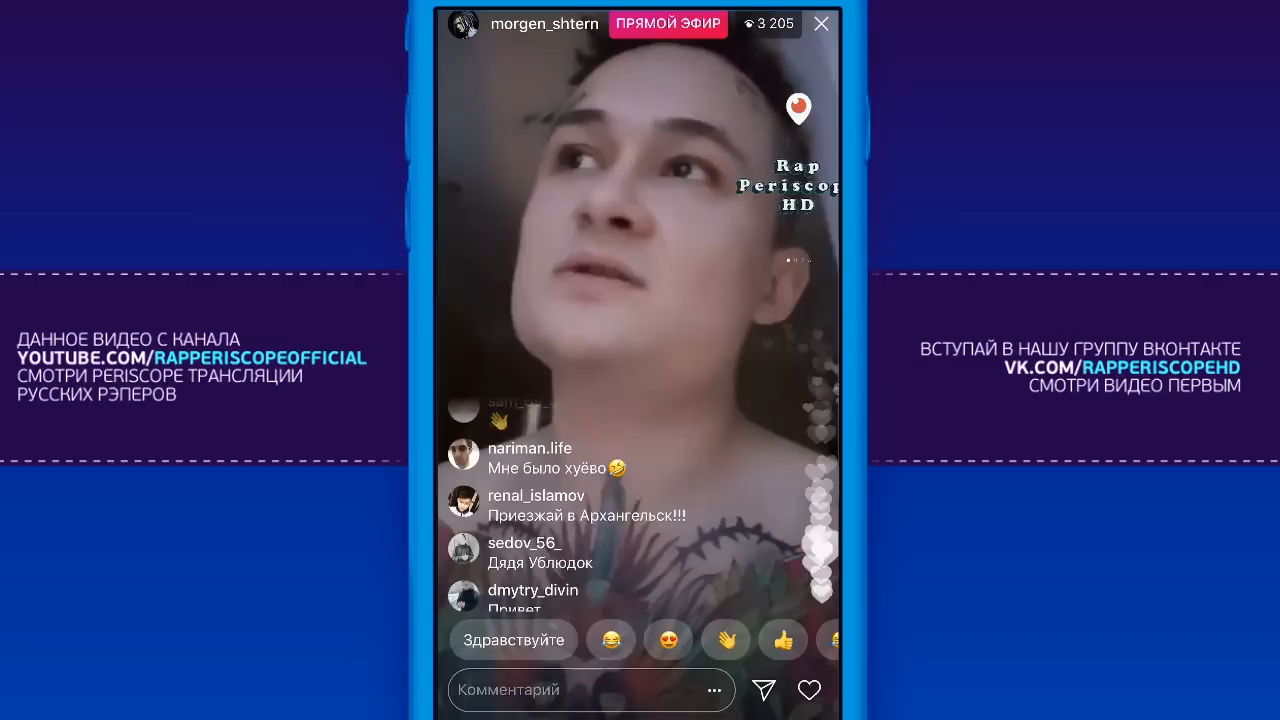 morgen_shtern ПРЯМОЙ ЭФИР 3 205
Rap
Periscop
HD
ДАННОЕ ВИДЕО С КАНАЛА
YOUTUBE.COM/RAPPERISCOPEOFFICIAL
СМОТРИ PERISCOPE ТРАНСЛЯЦИИ
РУССКИХ РЭПЕРОВ
ВСТУПАЙ В НАШУ ГРУППУ ВКОНТАКТЕ
VK.COM/RAPPERISCOPEHD
СМОТРИ ВИДЕО ПЕРВЫМ
👋
nariman.life
Мне было хуёво🤣
renal_islamov
Приезжай в Архангельск!!!
sedov_56_
Дядя Ублюдок
dmytry_divin
Привет
Здравствуйте 😂 😍 👋 👍
Комментарий